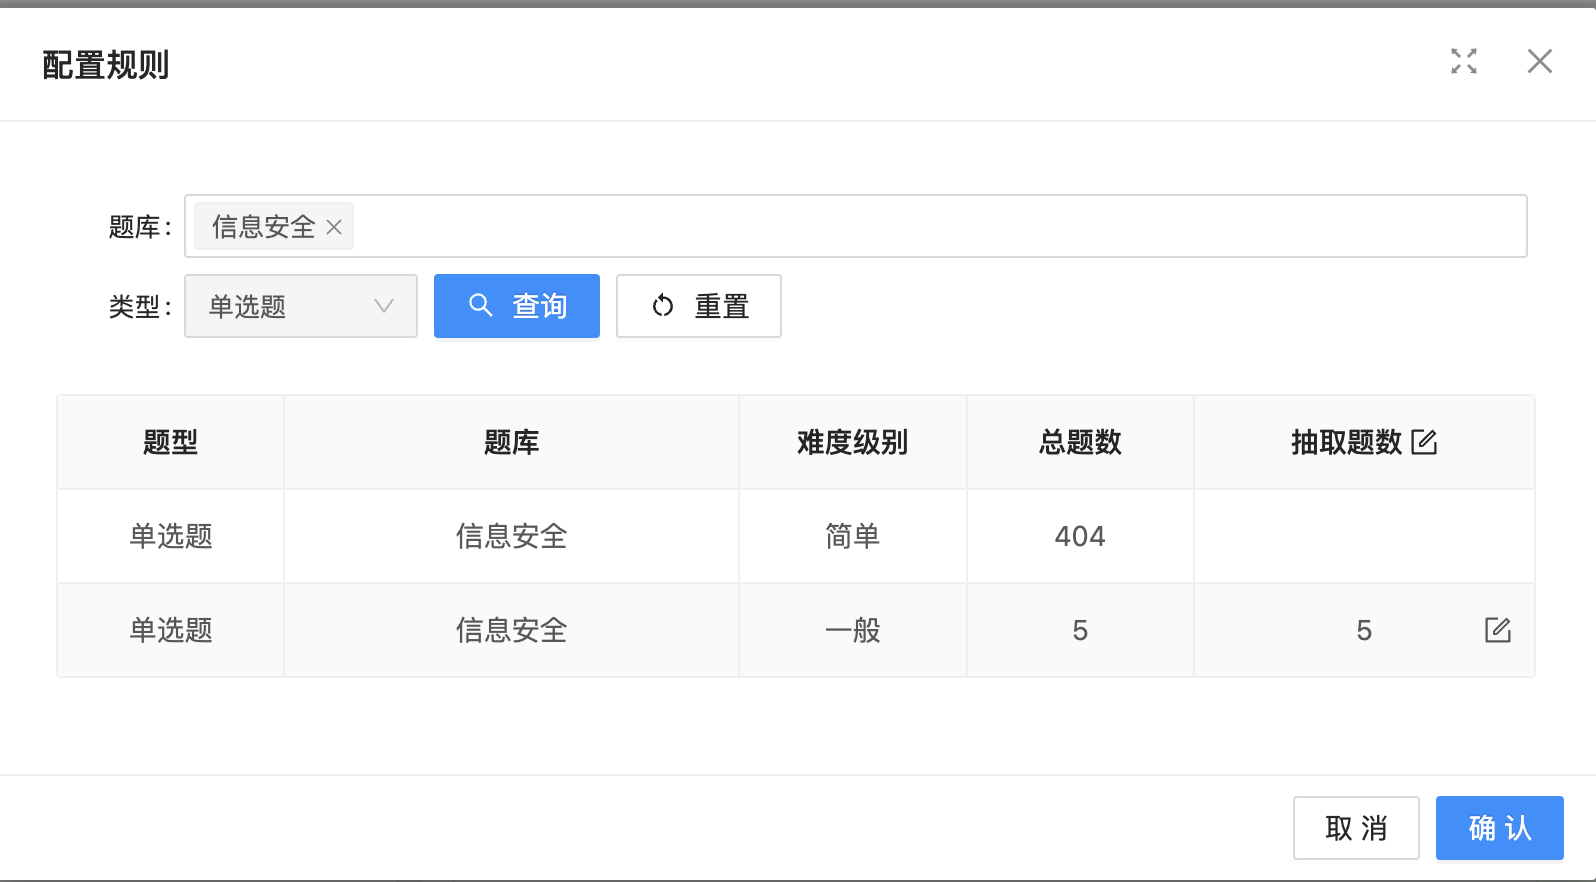 配置规则
题库： 信息安全
类型： 单选题 查询 重置
题型 题库 难度级别 总题数 抽取题数
单选题 信息安全 简单 404
单选题 信息安全 一般 5 5
取 消 确 认